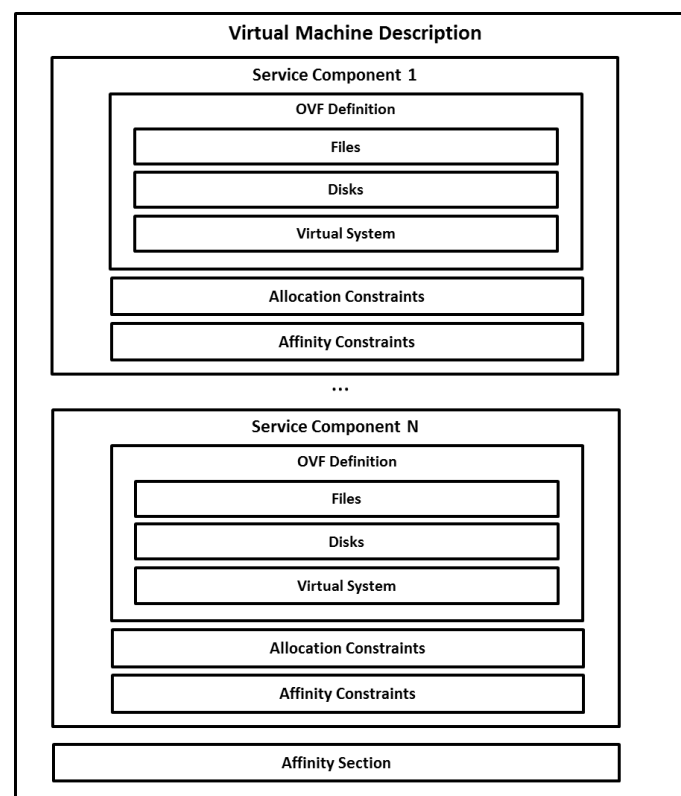 Virtual Machine Description
Service Component 1
OVF Definition
Files
Disks
Virtual System
Allocation Constraints
Affinity Constraints
...
Service Component N
OVF Definition
Files
Disks
Virtual System
Allocation Constraints
Affinity Constraints
Affinity Section